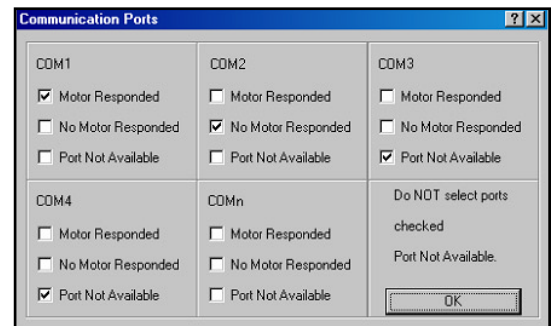 Communication Ports
COM1
Motor Responded
No Motor Responded
Port Not Available
COM2
Motor Responded
No Motor Responded
Port Not Available
COM3
Motor Responded
No Motor Responded
Port Not Available
COM4
Motor Responded
No Motor Responded
Port Not Available
COMn
Motor Responded
No Motor Responded
Port Not Available
Do NOT select ports
checked
Port Not Available.
OK